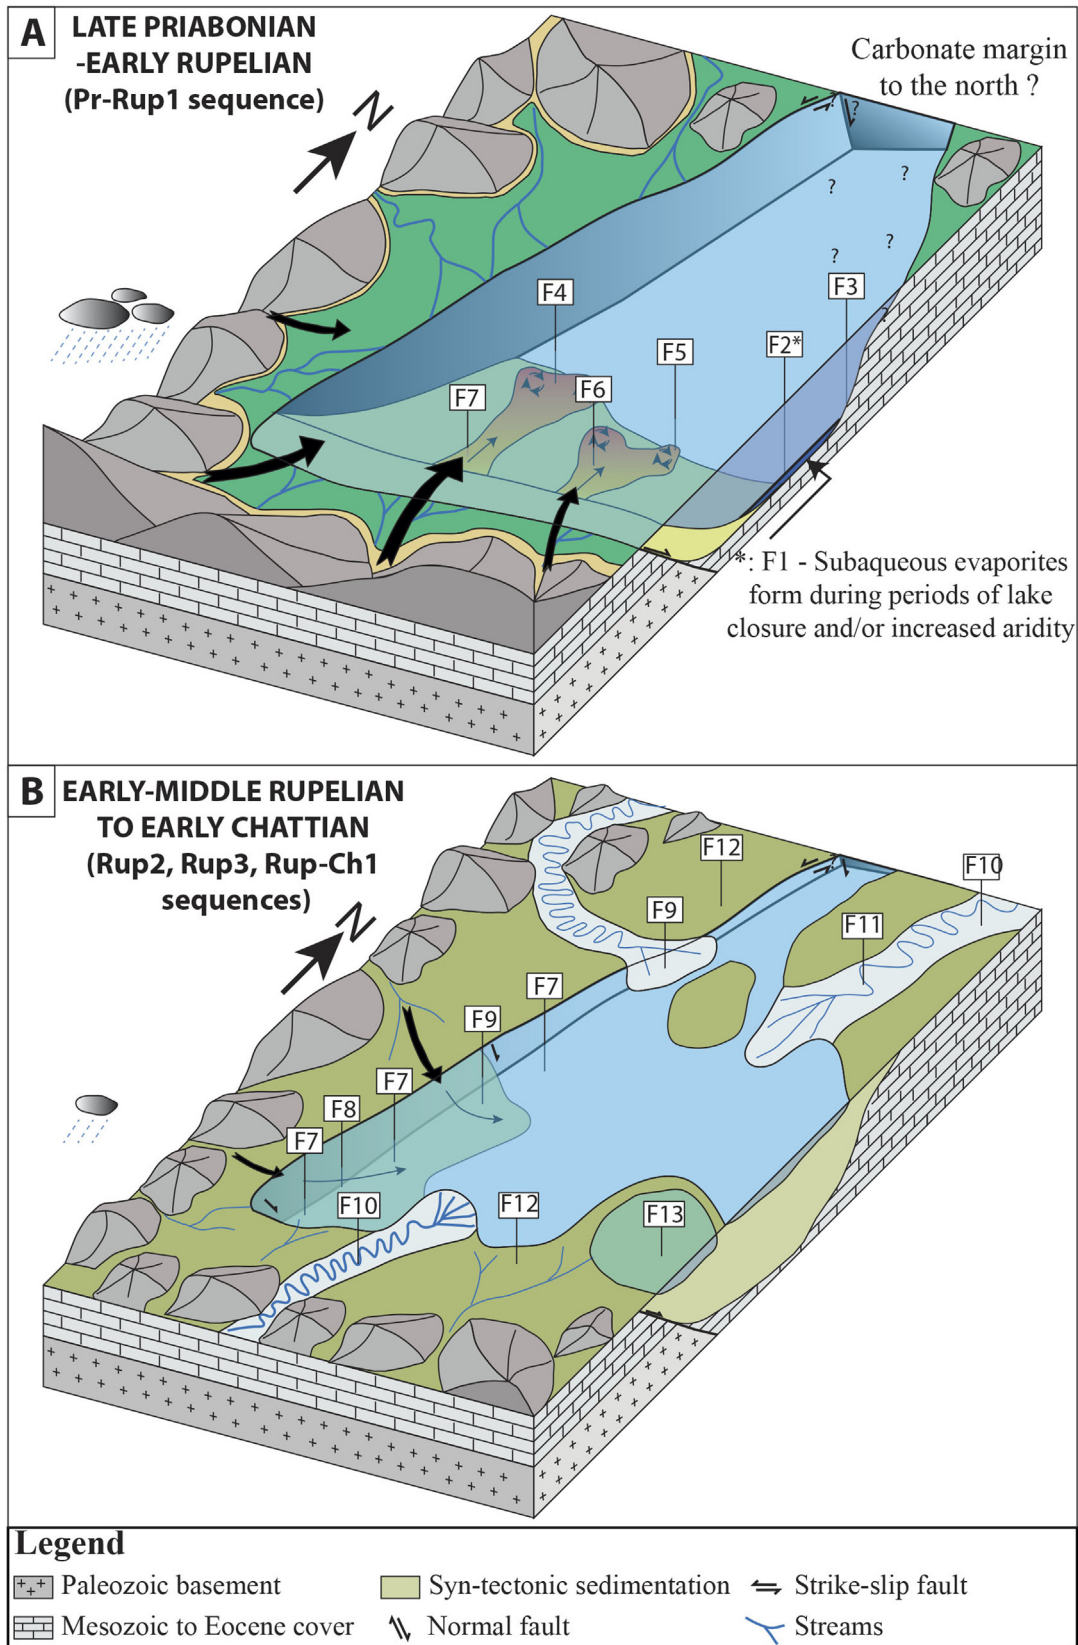 A
LATE PRIABONIAN
-EARLY RUPELIAN
(Pr-Rup1 sequence)
N
Carbonate margin
to the north ?
?
?
?
?
?
?
?
F4
F3
F5
F2*
F7
F6
*: F1 - Subaqueous evaporites
form during periods of lake
closure and/or increased aridity
B
EARLY-MIDDLE RUPELIAN
TO EARLY CHATTIAN
(Rup2, Rup3, Rup-Ch1
sequences)
N
F12
?
F10
F9
F11
F7
F9
F7
F8
F7
F10
F12
F13
Legend
Paleozoic basement
Syn-tectonic sedimentation
Strike-slip fault
Mesozoic to Eocene cover
Normal fault
Streams